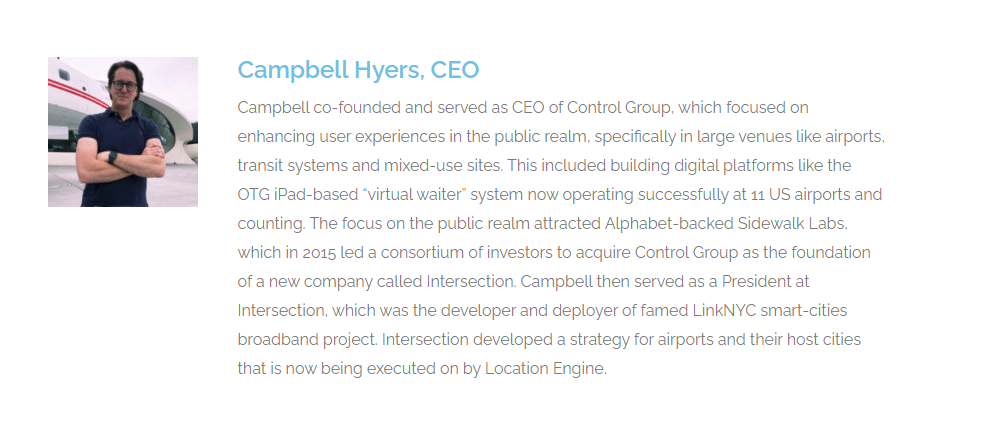 Campbell Hyers, CEO
Campbell co-founded and served as CEO of Control Group, which focused on
enhancing user experiences in the public realm, specifically in large venues like airports,
transit systems and mixed-use sites. This included building digital platforms like the
OTG iPad-based “virtual waiter” system now operating successfully at 11 US airports and
counting. The focus on the public realm attracted Alphabet-backed Sidewalk Labs,
which in 2015 led a consortium of investors to acquire Control Group as the foundation
of a new company called Intersection. Campbell then served as a President at
Intersection, which was the developer and deployer of famed LinkNYC smart-cities
broadband project. Intersection developed a strategy for airports and their host cities
that is now being executed on by Location Engine.